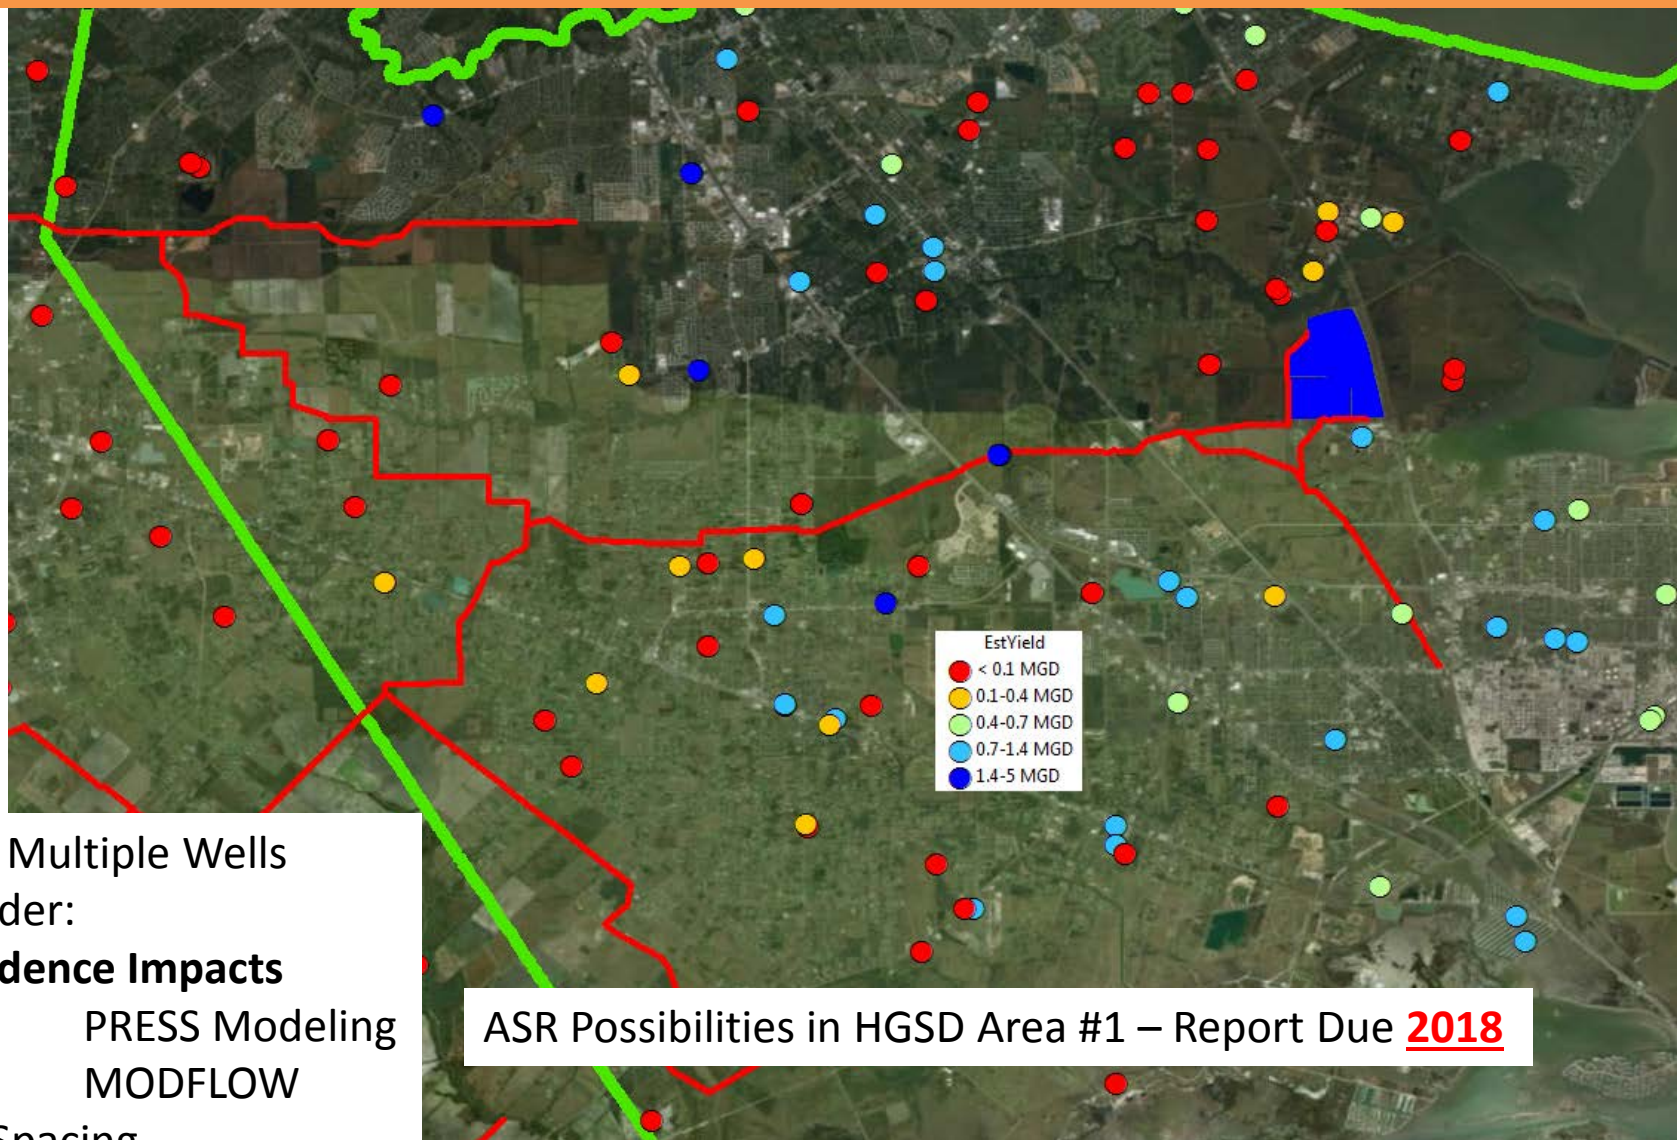 EstYield
< 0.1 MGD
0.1-0.4 MGD
0.4-0.7 MGD
0.7-1.4 MGD
1.4-5 MGD
Multiple Wells
der:
dence Impacts
PRESS Modeling
MODFLOW
Spacing
ASR Possibilities in HGSD Area #1 – Report Due 2018